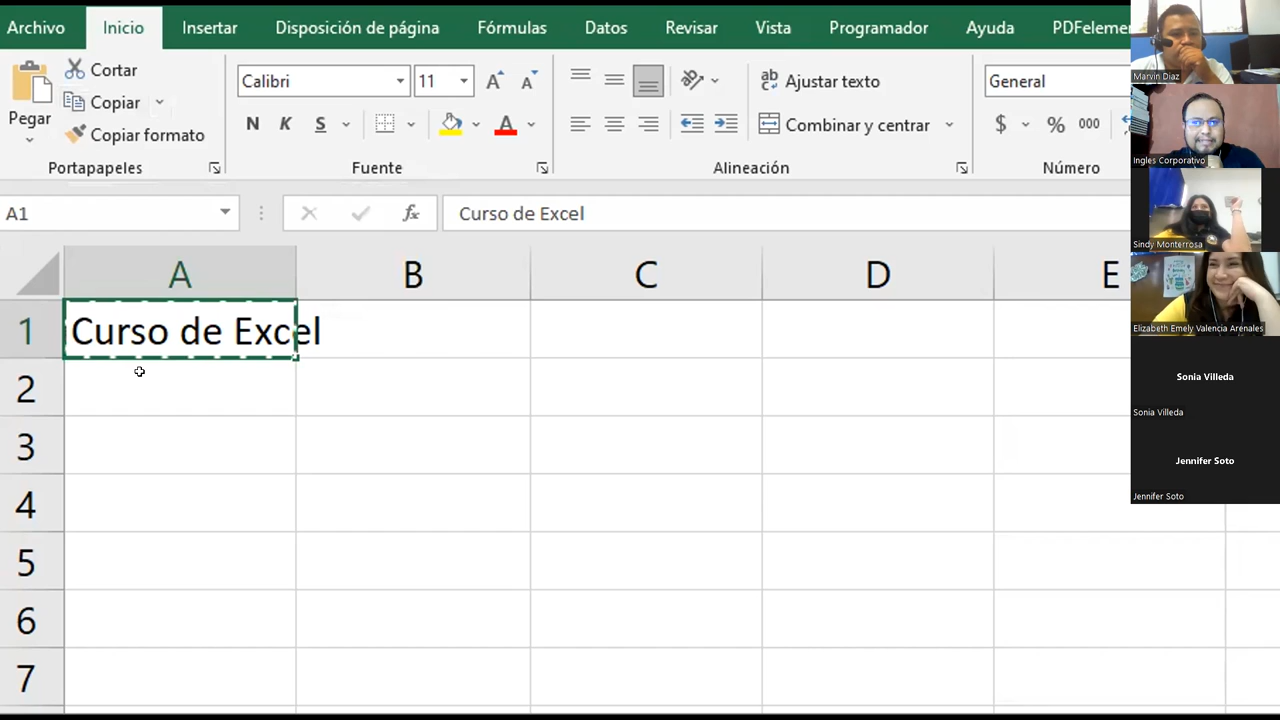 Archivo Inicio Insertar Disposición de página Fórmulas Datos Revisar Vista Programador Ayuda PDFelemen
Cortar
Copiar
Copiar formato
Pegar
Portapapeles
Calibri 11
N K S
Fuente
Ajustar texto
Combinar y centrar
Alineación
General
$ % 000
Número
A1 fx Curso de Excel
A B C D E
1 Curso de Excel
2
3
4
5
6
7
Marvin Diaz
Ingles Corporativo
Sindy Monterrosa
Elizabeth Emely Valencia Arenales
Sonia Villeda
Sonia Villeda
Jennifer Soto
Jennifer Soto